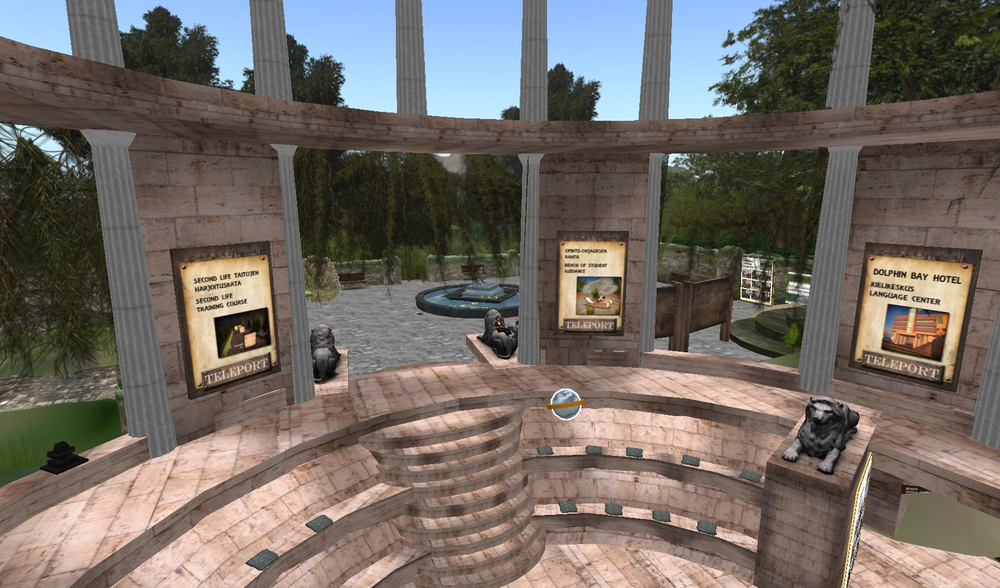 SECOND LIFE TAITOJEN
HARJOITUSRATA
SECOND LIFE
TRAINING COURSE
TELEPORT
OPINTO-OHJAUKSEN
RANTA
BEACH OF STUDENT
GUIDANCE
TELEPORT
DOLPHIN BAY HOTEL
KIELIKESKUS
LANGUAGE CENTER
TELEPORT